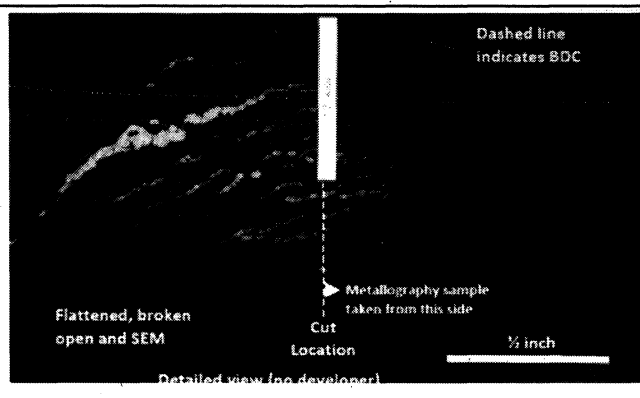 Dashed line
indicates BDC
Metallography sample
taken from this side
Flattened, broken
open and SEM
Cut
Location
½ inch
Detailed view (no developer)